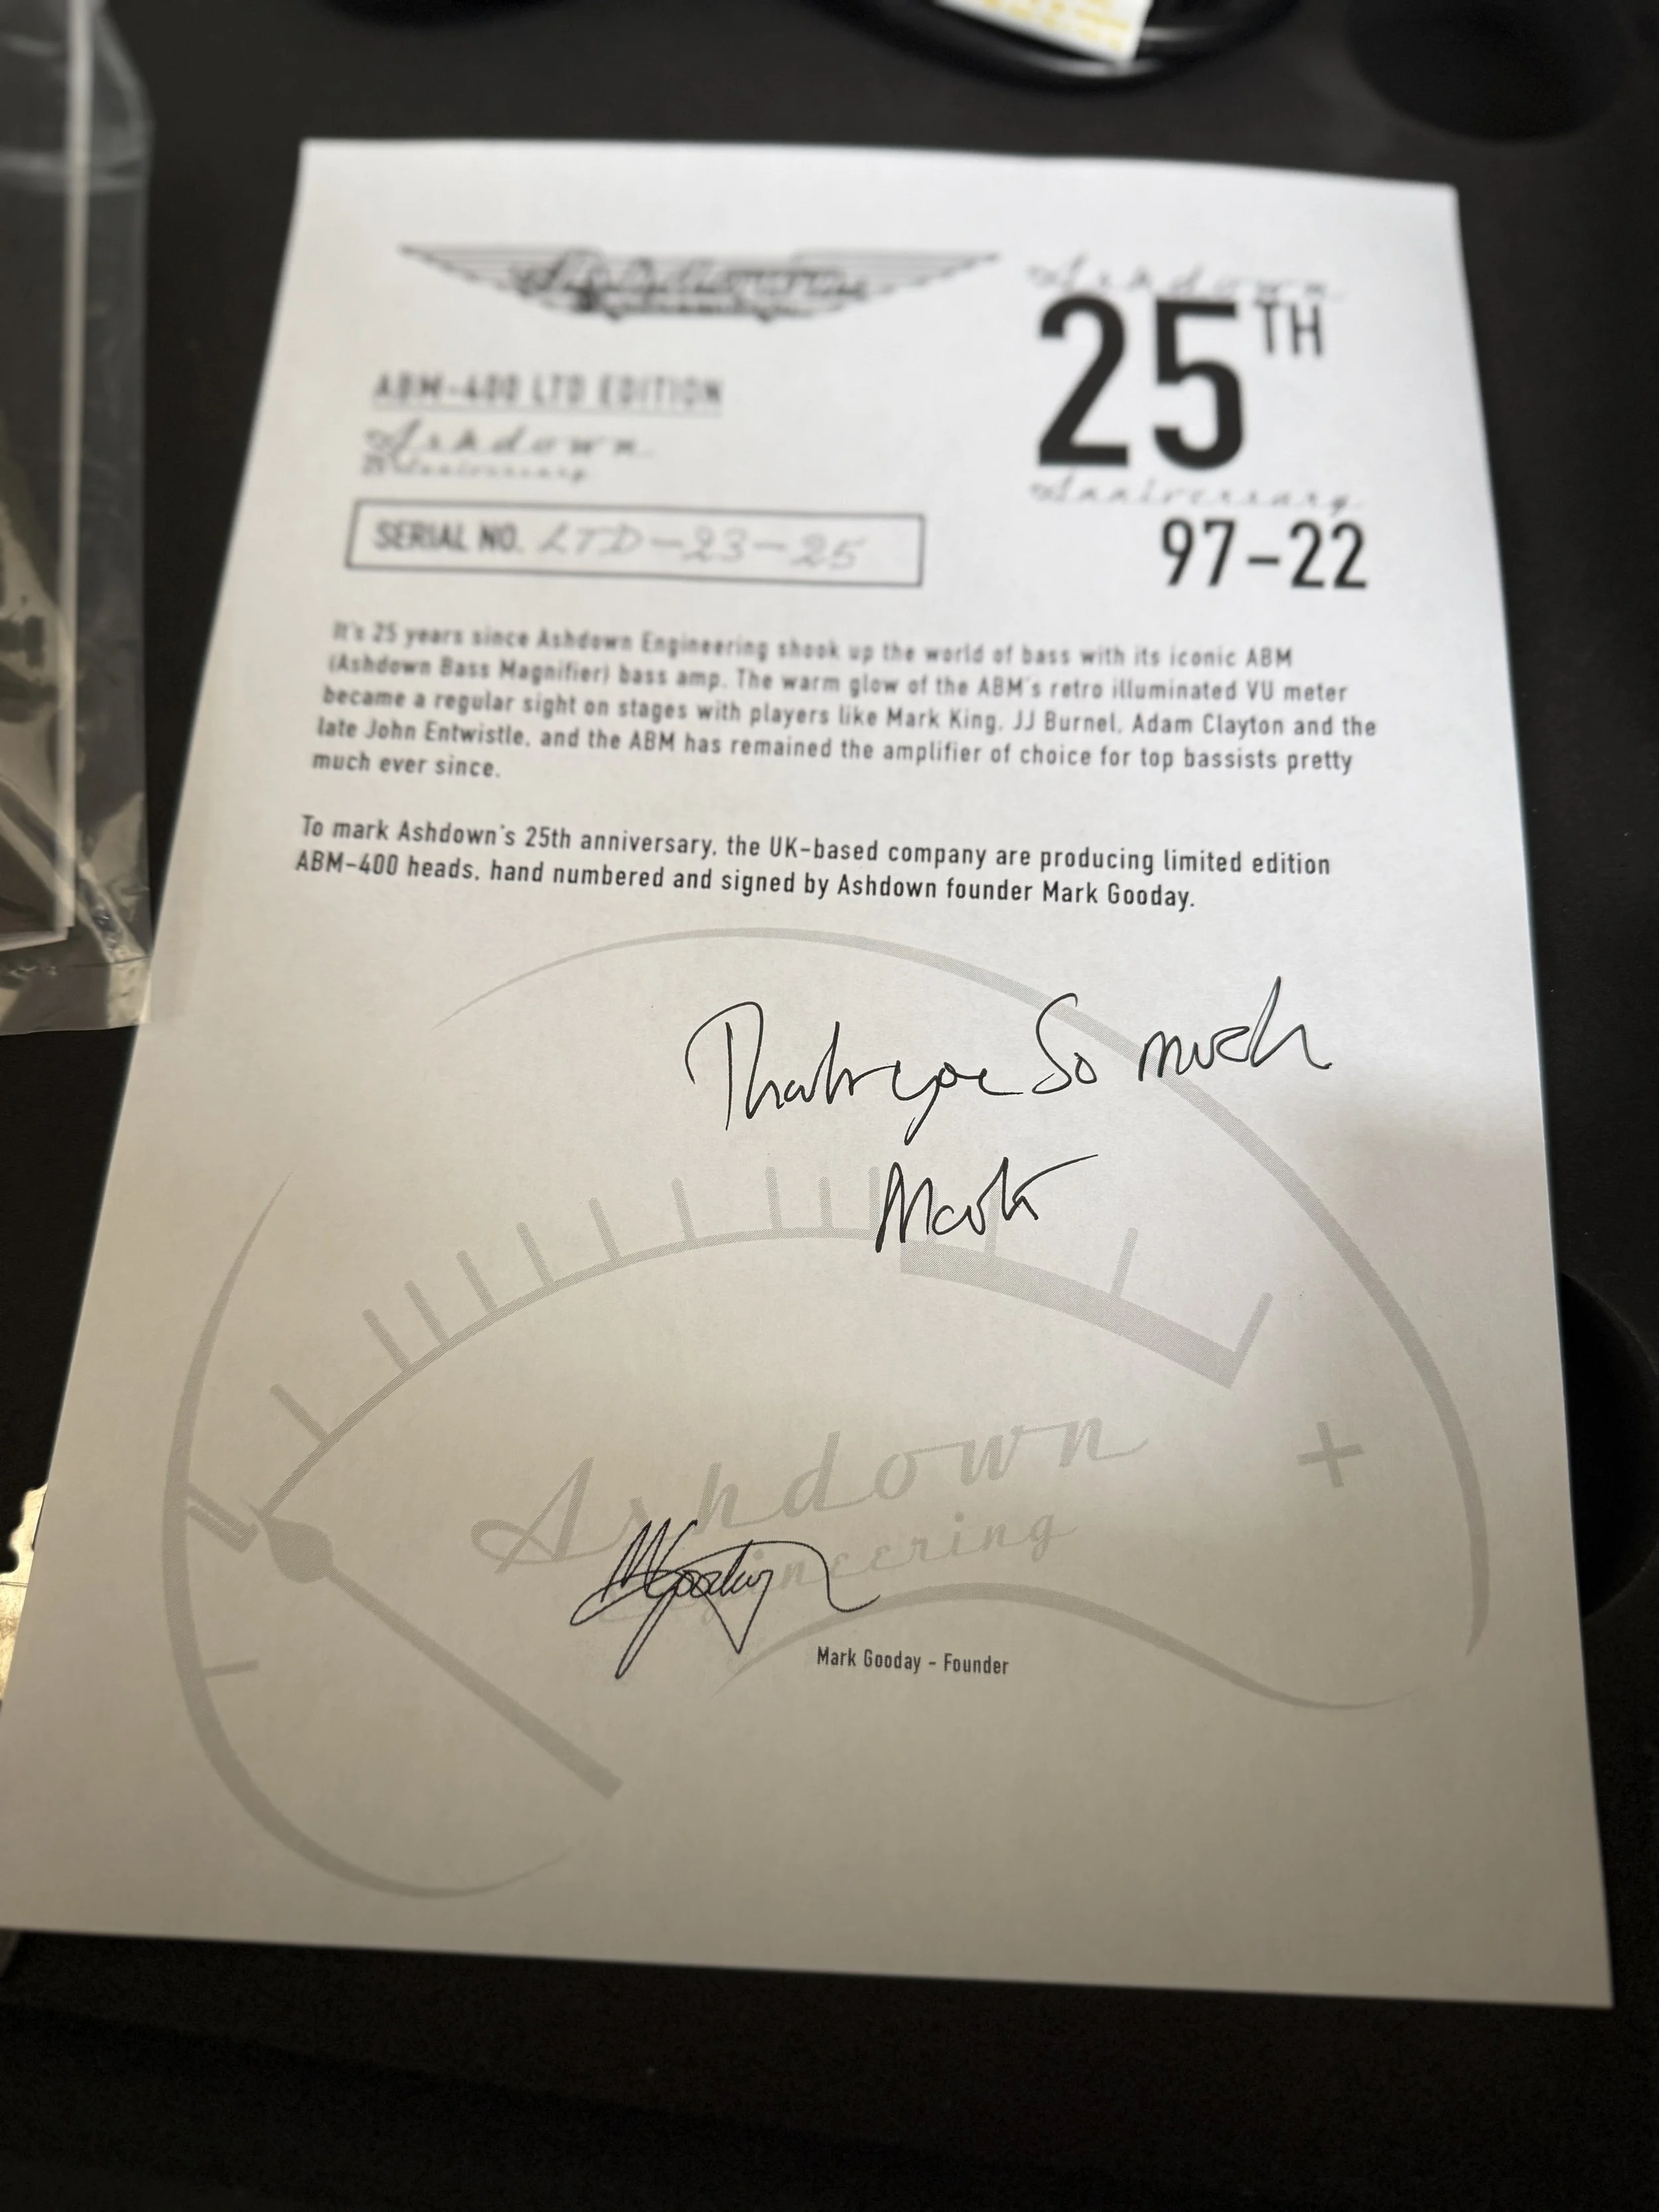 Ashdown
25TH
Anniversary
97-22
ABM-400 LTD EDITION
Ashdown
25 Anniversary
SERIAL NO. LTD-23-25
It's 25 years since Ashdown Engineering shook up the world of bass with its iconic ABM
(Ashdown Bass Magnifier) bass amp. The warm glow of the ABM's retro illuminated VU meter
became a regular sight on stages with players like Mark King, JJ Burnel, Adam Clayton and the
late John Entwistle, and the ABM has remained the amplifier of choice for top bassists pretty
much ever since.
To mark Ashdown's 25th anniversary, the UK-based company are producing limited edition
ABM-400 heads, hand numbered and signed by Ashdown founder Mark Gooday.
Thank you So much
Mark
Ashdown
Engineering
+
MGooday
Mark Gooday - Founder